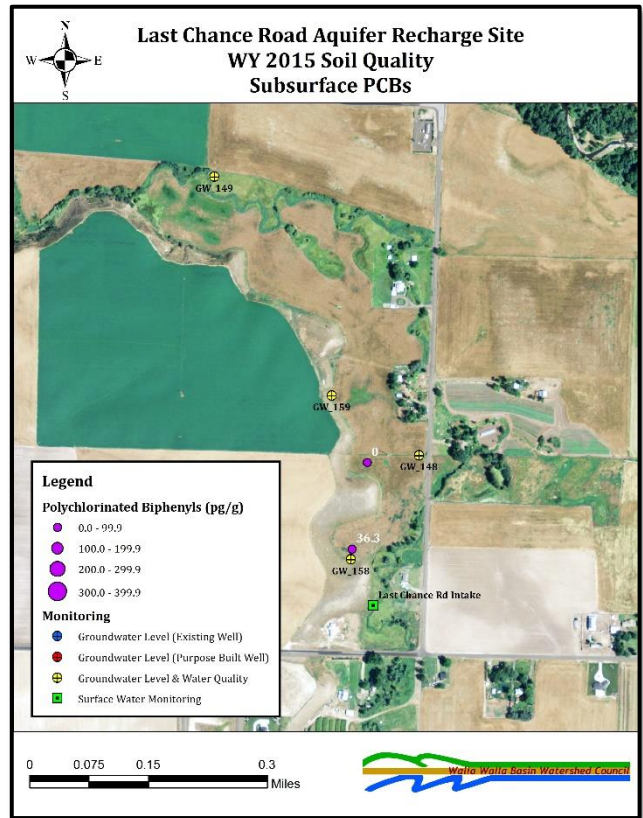 N
W E
S
Last Chance Road Aquifer Recharge Site
WY 2015 Soil Quality
Subsurface PCBs
GW_149
GW_159
0
GW_148
36.3
GW_158
Last Chance Rd Intake
Legend
Polychlorinated Biphenyls (pg/g)
0.0 - 99.9
100.0 - 199.9
200.0 - 299.9
300.0 - 399.9
Monitoring
Groundwater Level (Existing Well)
Groundwater Level (Purpose Built Well)
Groundwater Level & Water Quality
Surface Water Monitoring
0 0.075 0.15 0.3
Miles
Walla Walla Basin Watershed Council